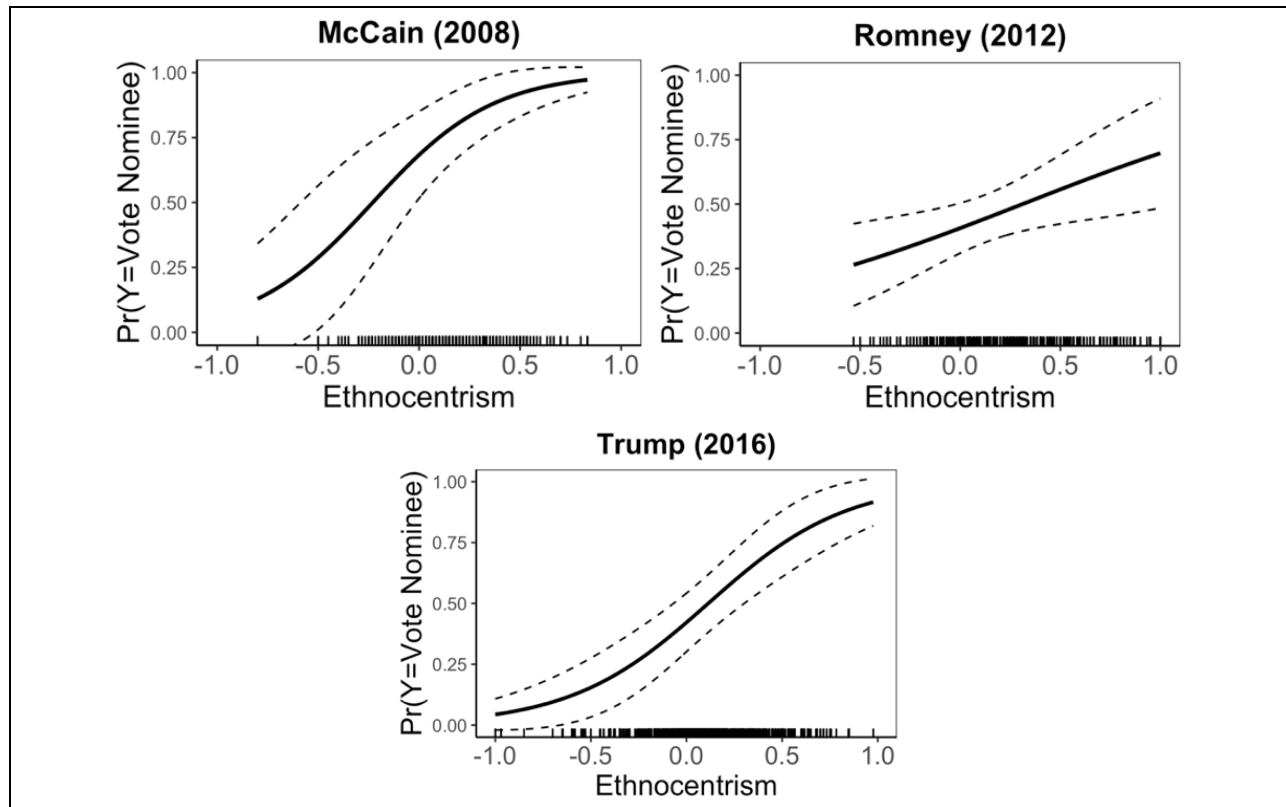 McCain (2008)
Pr(Y=Vote Nominee)
1.00
0.75
0.50
0.25
0.00
-1.0 -0.5 0.0 0.5 1.0
Ethnocentrism
Romney (2012)
Pr(Y=Vote Nominee)
1.00
0.75
0.50
0.25
0.00
-1.0 -0.5 0.0 0.5 1.0
Ethnocentrism
Trump (2016)
Pr(Y=Vote Nominee)
1.00
0.75
0.50
0.25
0.00
-1.0 -0.5 0.0 0.5 1.0
Ethnocentrism